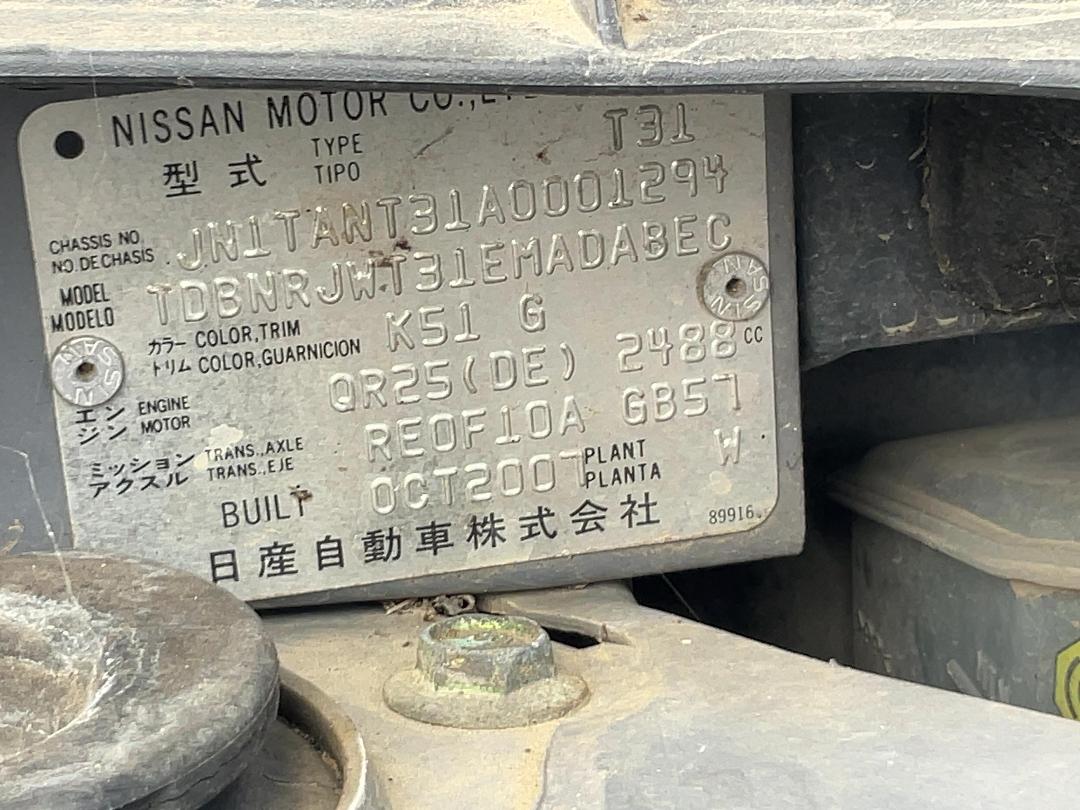 NISSAN MOTOR CO.,LTD
型式 TYPE TIPO T31
CHASSIS NO. NO.DE CHASIS JN1TANT31A0001294
MODEL MODELO TDBNRJWT31EMADABEC
カラー COLOR,TRIM
トリム COLOR,GUARNICION K51 G
エンジン ENGINE MOTOR QR25(DE) 2488 CC
ミッション TRANS.,AXLE
アクスル TRANS.,EJE RE0F10A GB57
BUILT OCT2007 PLANT PLANTA W
日産自動車株式会社 89916